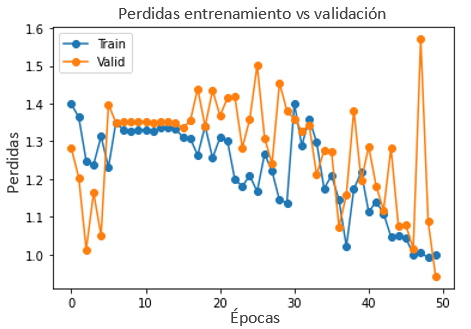 Perdidas entrenamiento vs validación
Train
Valid
Perdidas
1.6
1.5
1.4
1.3
1.2
1.1
1.0
0 10 20 30 40 50
Épocas